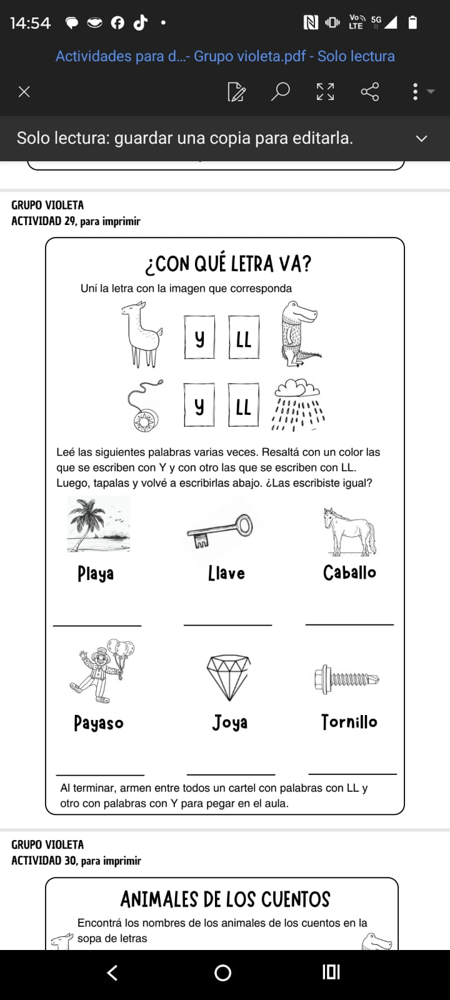 14:54
Vo LTE 5G
Actividades para d...- Grupo violeta.pdf - Solo lectura
Solo lectura: guardar una copia para editarla.
GRUPO VIOLETA
ACTIVIDAD 29, para imprimir
¿CON QUÉ LETRA VA?
Uní la letra con la imagen que corresponda
y LL
y LL
Leé las siguientes palabras varias veces. Resaltá con un color las
que se escriben con Y y con otro las que se escriben con LL.
Luego, tapalas y volvé a escribirlas abajo. ¿Las escribiste igual?
Playa Llave Caballo
Payaso Joya Tornillo
Al terminar, armen entre todos un cartel con palabras con LL y
otro con palabras con Y para pegar en el aula.
GRUPO VIOLETA
ACTIVIDAD 30, para imprimir
ANIMALES DE LOS CUENTOS
Encontrá los nombres de los animales de los cuentos en la
sopa de letras